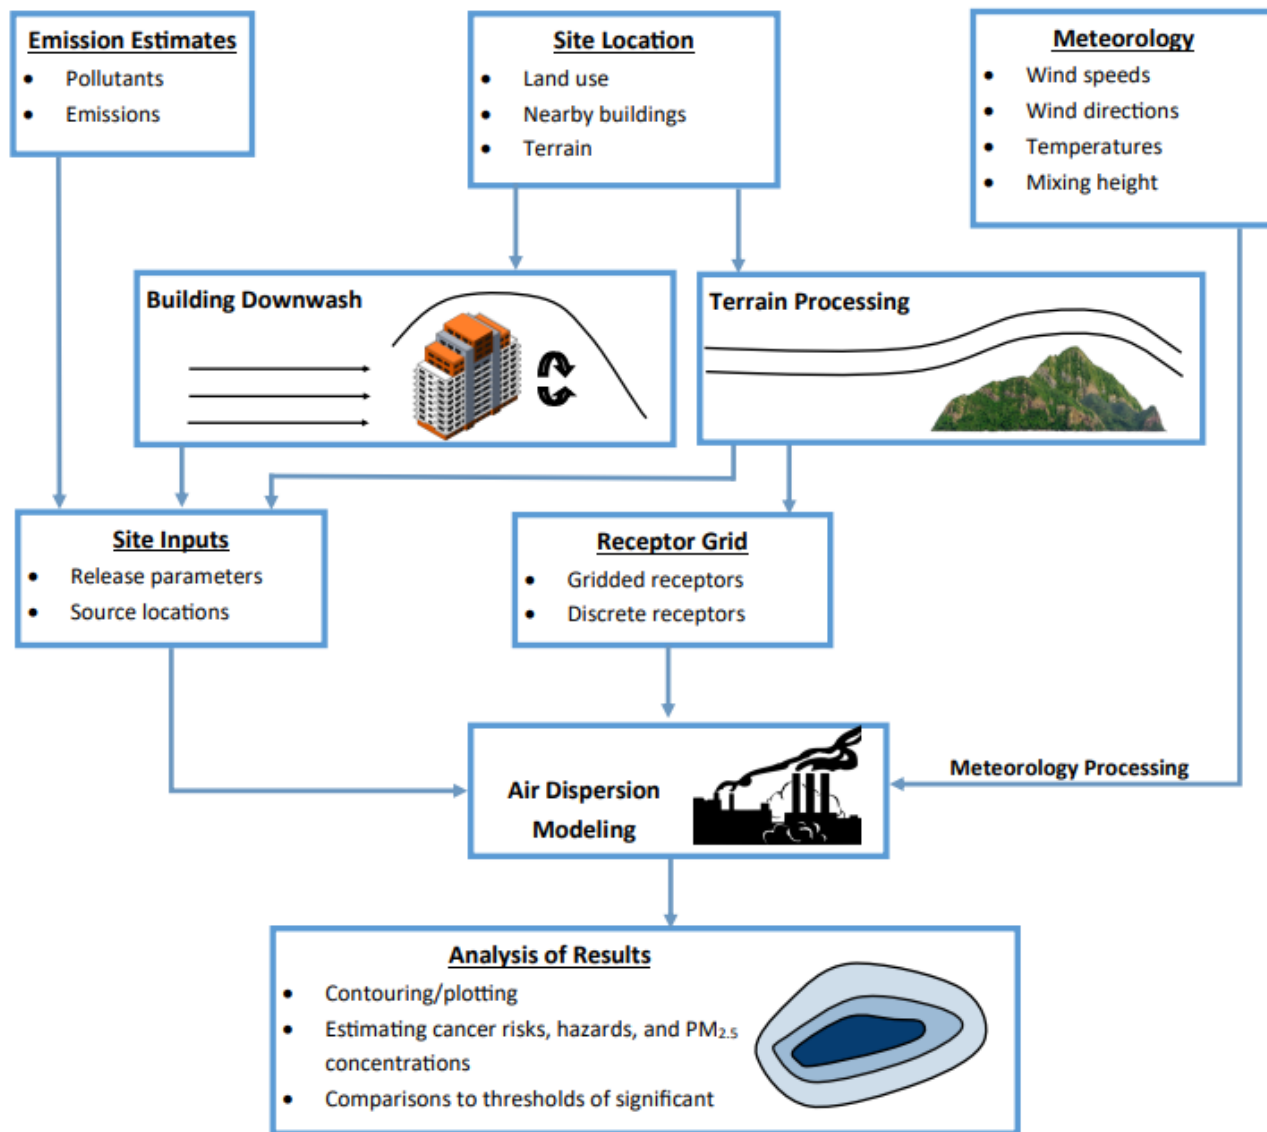 Emission Estimates
• Pollutants
• Emissions
Site Location
• Land use
• Nearby buildings
• Terrain
Meteorology
• Wind speeds
• Wind directions
• Temperatures
• Mixing height
Building Downwash
Terrain Processing
Site Inputs
• Release parameters
• Source locations
Receptor Grid
• Gridded receptors
• Discrete receptors
Air Dispersion
Modeling
Meteorology Processing
Analysis of Results
• Contouring/plotting
• Estimating cancer risks, hazards, and PM₂.₅
concentrations
• Comparisons to thresholds of significant